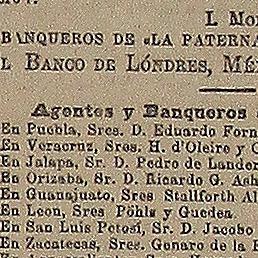 I. Mo
BANQUEROS DE «LA PATERNA
L BANCO DE LÓNDRES, MÉ
Agentes y Banqueros
En Puebla, Sres. D. Eduardo Forn
En Veracruz, Sres. H. d'Oleire y C
En Jalapa, Sr. D. Pedro de Lander
En Orizaba, Sr. D. Ricardo G. Ash
En Guanajuato, Sres Stallforth Al
En Leon, Sres Pöhls y Guedea.
En San Luis Potosí, Sr. D. Jacobo
En Zacatecas, Sres. Genaro de la F